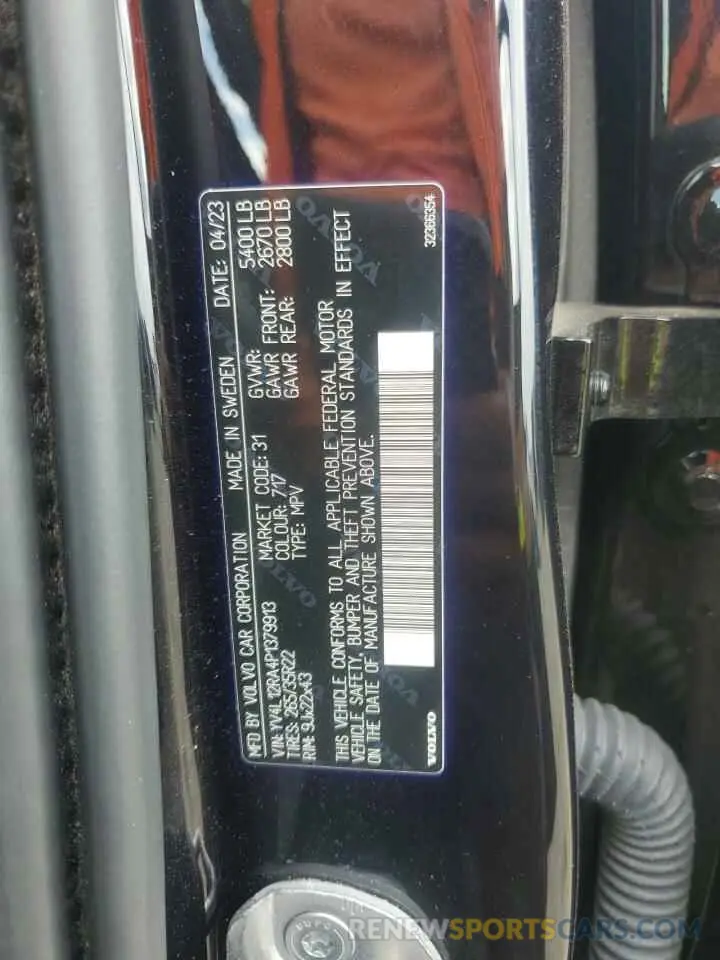 MFD BY VOLVO CAR CORPORATION MADE IN SWEDEN DATE: 04/23
VIN: YV4L12RA4P1379913 MARKET CODE: 31 GVWR: 5400 LB
TIRES: 265/35R22 COLOUR: 717 GAWR FRONT: 2670 LB
RIM: 9Jx22x43 TYPE: MPV GAWR REAR: 2800 LB
THIS VEHICLE CONFORMS TO ALL APPLICABLE FEDERAL MOTOR
VEHICLE SAFETY, BUMPER AND THEFT PREVENTION STANDARDS IN EFFECT
ON THE DATE OF MANUFACTURE SHOWN ABOVE.
VOLVO 32366354
RENEWSPORTSCARS.COM